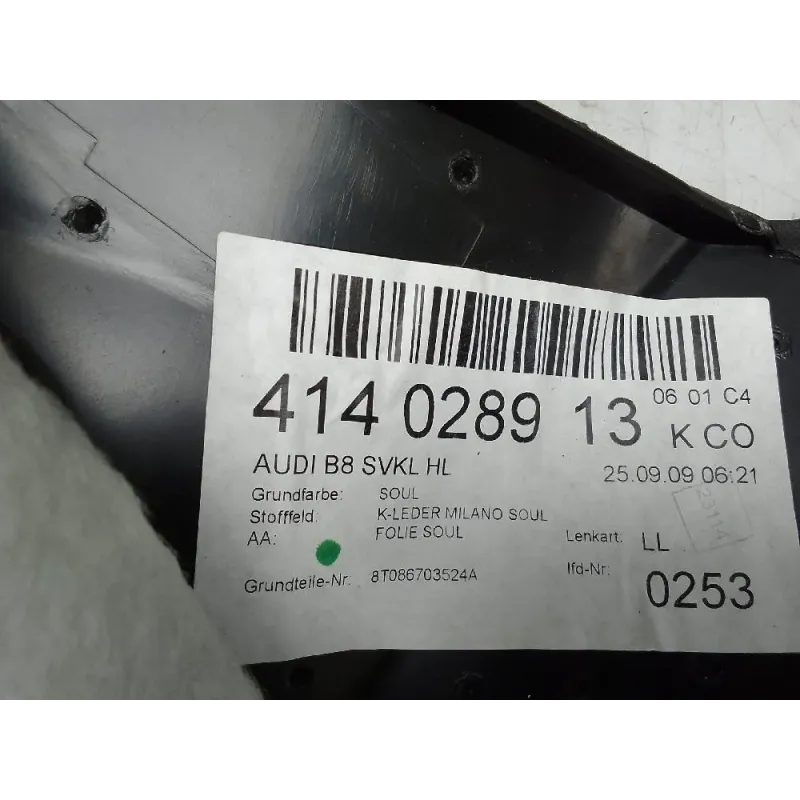 414 0289 13 K CO
06 01 C4
AUDI B8 SVKL HL
25.09.09 06:21
Grundfarbe: SOUL
Stofffeld: K-LEDER MILANO SOUL
AA: FOLIE SOUL
Lenkart: LL
Grundteile-Nr. 8T086703524A
lfd-Nr: 0253
23114